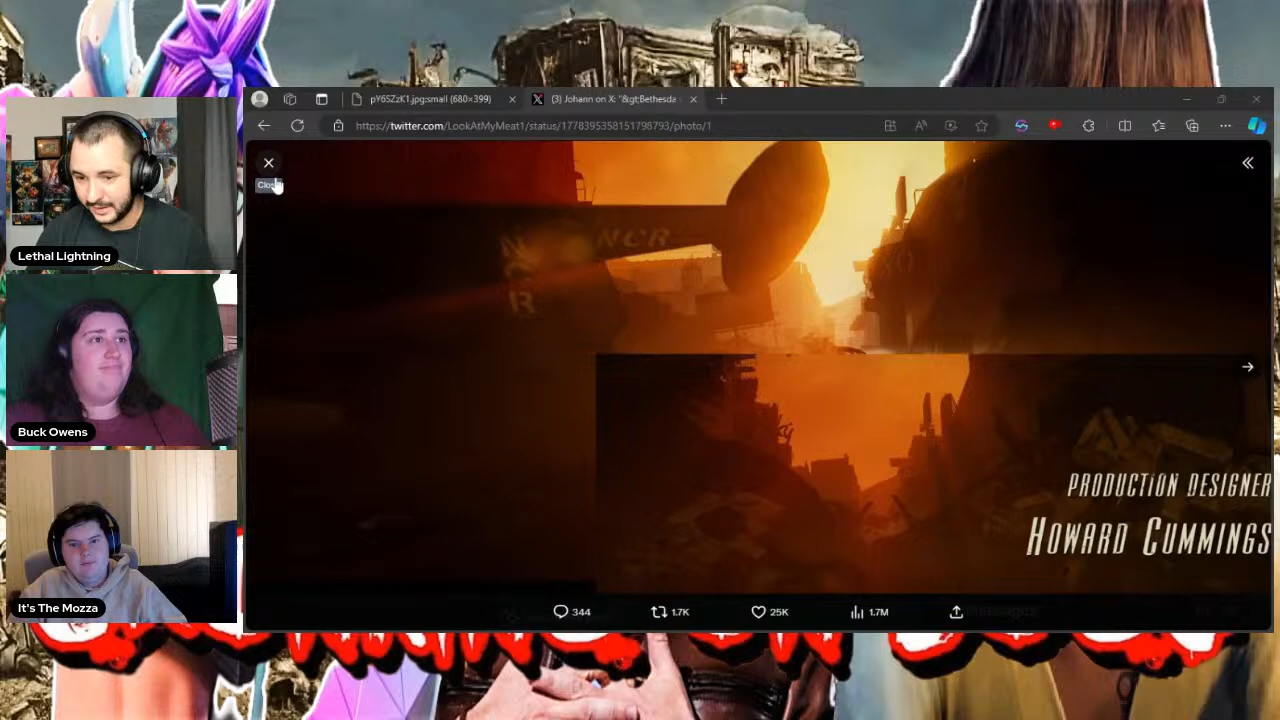 pY6SZzK1.jpg:small (680×399)
(3) Johann on X: "&gt;Bethesda
https://twitter.com/LookAtMyMeat1/status/1778395358151798793/photo/1
Clos
NCR
R
PRODUCTION DESIGNER
HOWARD CUMMINGS
344
1.7K
25K
1.7M
Lethal Lightning
Buck Owens
It's The Mozza